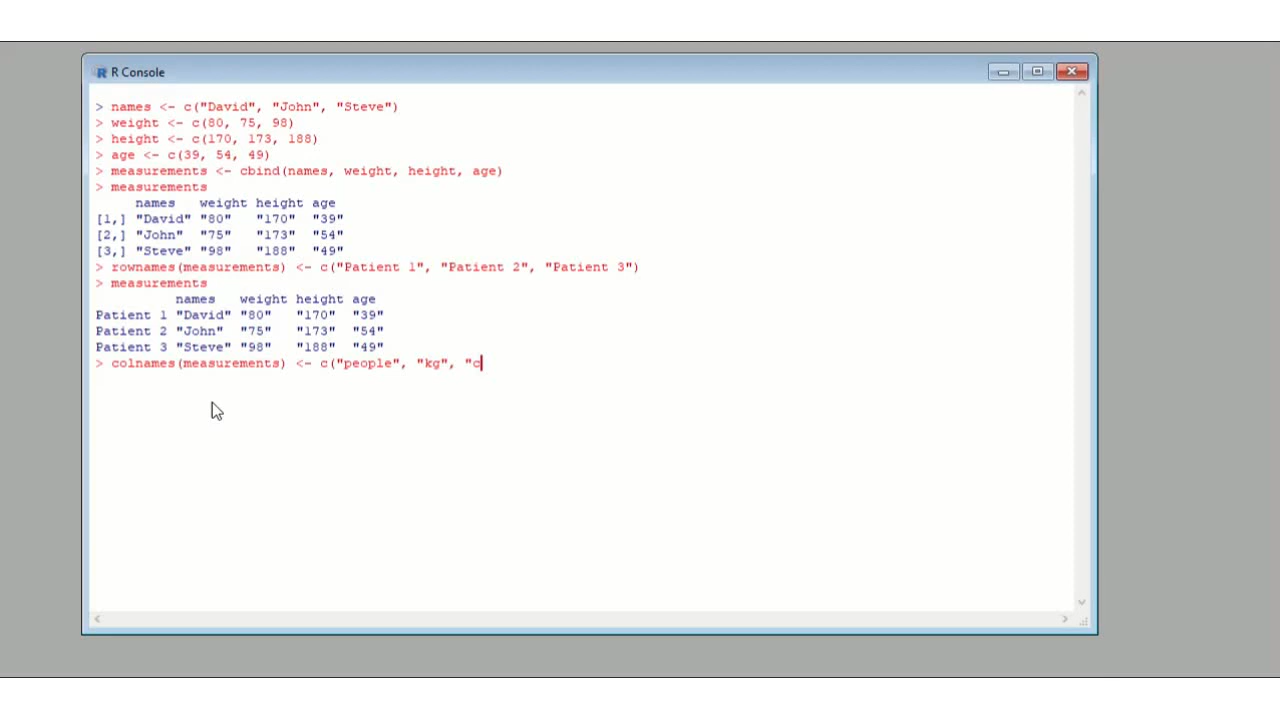 R Console
> names <- c("David", "John", "Steve")
> weight <- c(80, 75, 98)
> height <- c(170, 173, 188)
> age <- c(39, 54, 49)
> measurements <- cbind(names, weight, height, age)
> measurements
     names   weight height age
[1,] "David" "80"   "170"  "39"
[2,] "John"  "75"   "173"  "54"
[3,] "Steve" "98"   "188"  "49"
> rownames(measurements) <- c("Patient 1", "Patient 2", "Patient 3")
> measurements
          names   weight height age
Patient 1 "David" "80"   "170"  "39"
Patient 2 "John"  "75"   "173"  "54"
Patient 3 "Steve" "98"   "188"  "49"
> colnames(measurements) <- c("people", "kg", "c